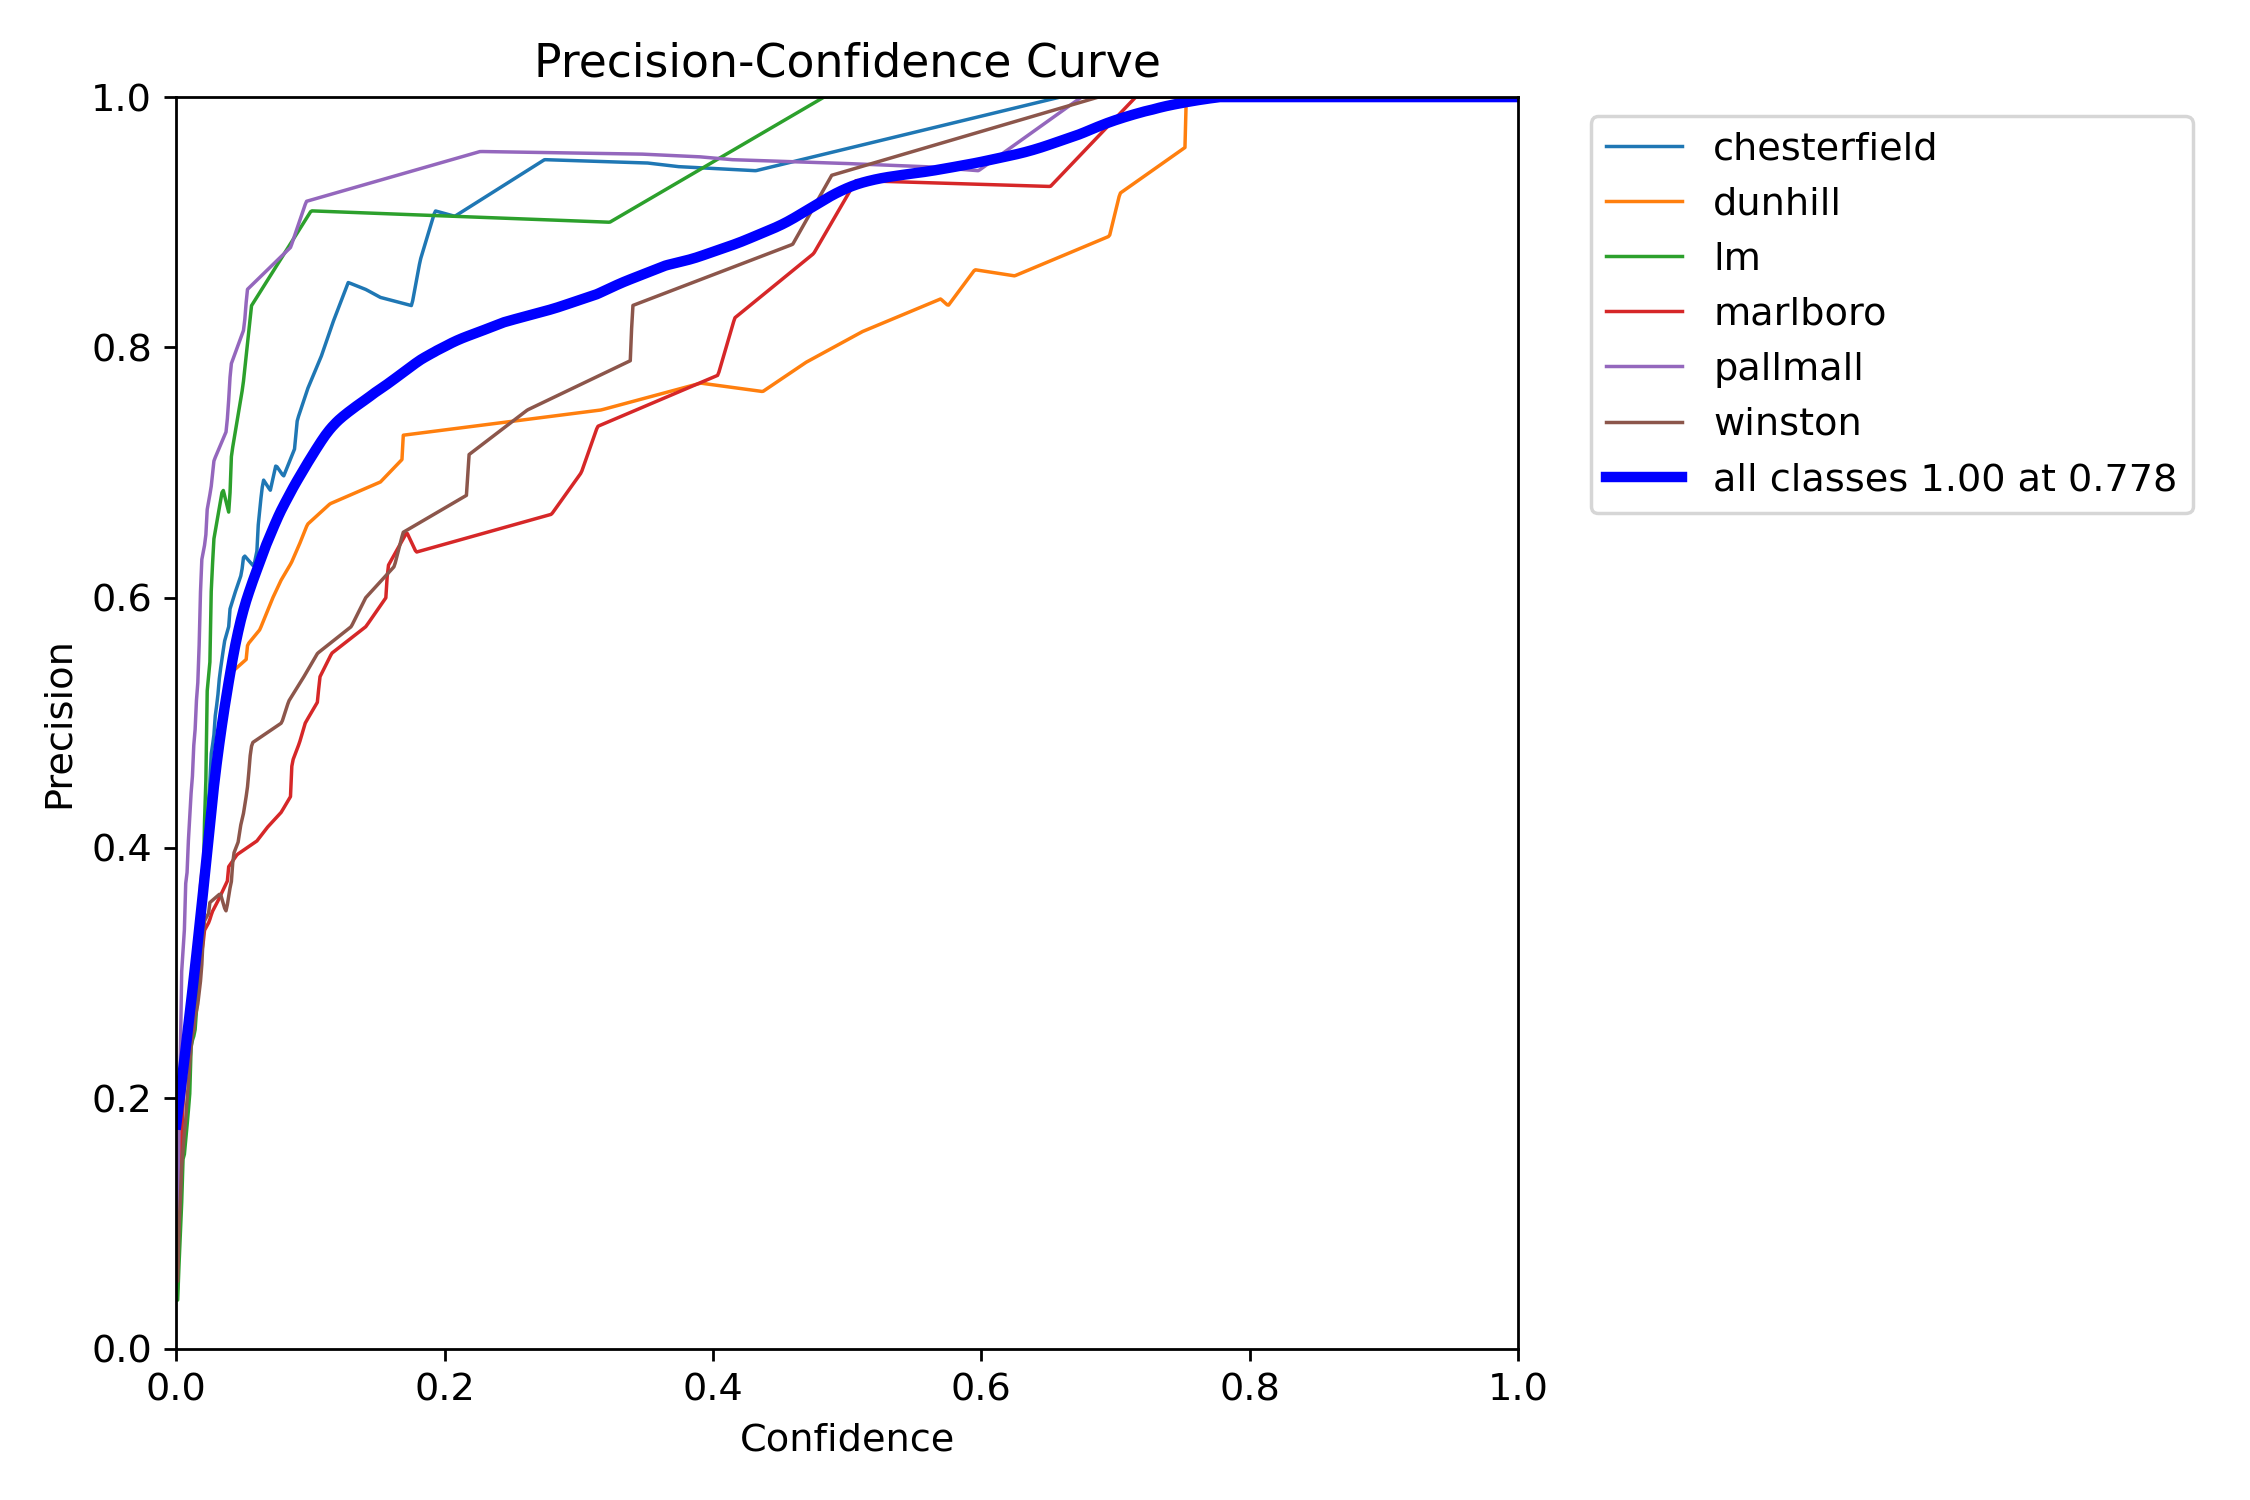 Precision-Confidence Curve
1.0
0.8
0.6
0.4
0.2
0.0
Precision
0.0 0.2 0.4 0.6 0.8 1.0
Confidence
chesterfield
dunhill
lm
marlboro
pallmall
winston
all classes 1.00 at 0.778